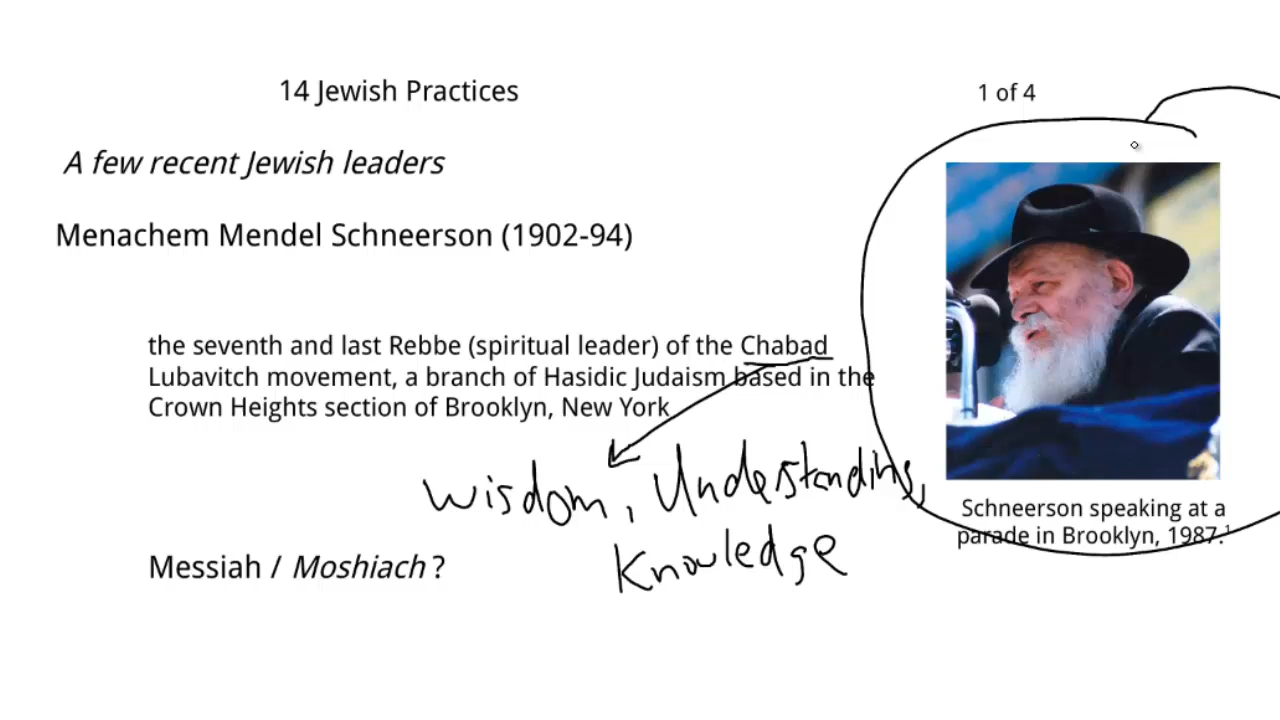 14 Jewish Practices
1 of 4
A few recent Jewish leaders
Menachem Mendel Schneerson (1902-94)
the seventh and last Rebbe (spiritual leader) of the Chabad
Lubavitch movement, a branch of Hasidic Judaism based in the
Crown Heights section of Brooklyn, New York
Wisdom, Understanding,
Knowledge
Schneerson speaking at a
parade in Brooklyn, 1987.¹
Messiah / Moshiach ?